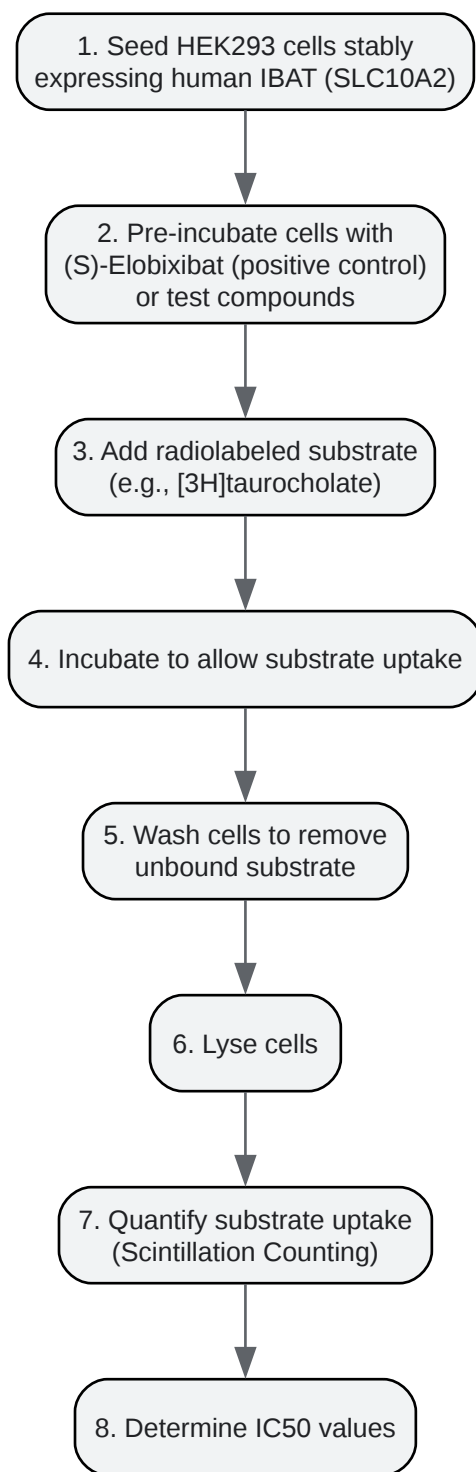 1. Seed HEK293 cells stably
expressing human IBAT (SLC10A2)
2. Pre-incubate cells with
(S)-Elobixibat (positive control)
or test compounds
3. Add radiolabeled substrate
(e.g., [3H]taurocholate)
4. Incubate to allow substrate uptake
5. Wash cells to remove
unbound substrate
6. Lyse cells
7. Quantify substrate uptake
(Scintillation Counting)
8. Determine IC50 values